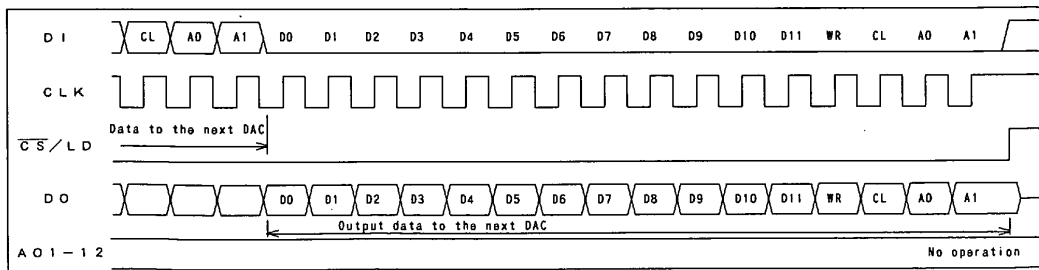 DI CL A0 A1 D0 D1 D2 D3 D4 D5 D6 D7 D8 D9 D10 D11 WR CL A0 A1
CLK
Data to the next DAC
CS/LD
DO D0 D1 D2 D3 D4 D5 D6 D7 D8 D9 D10 D11 WR CL A0 A1
Output data to the next DAC
AO1-12 No operation